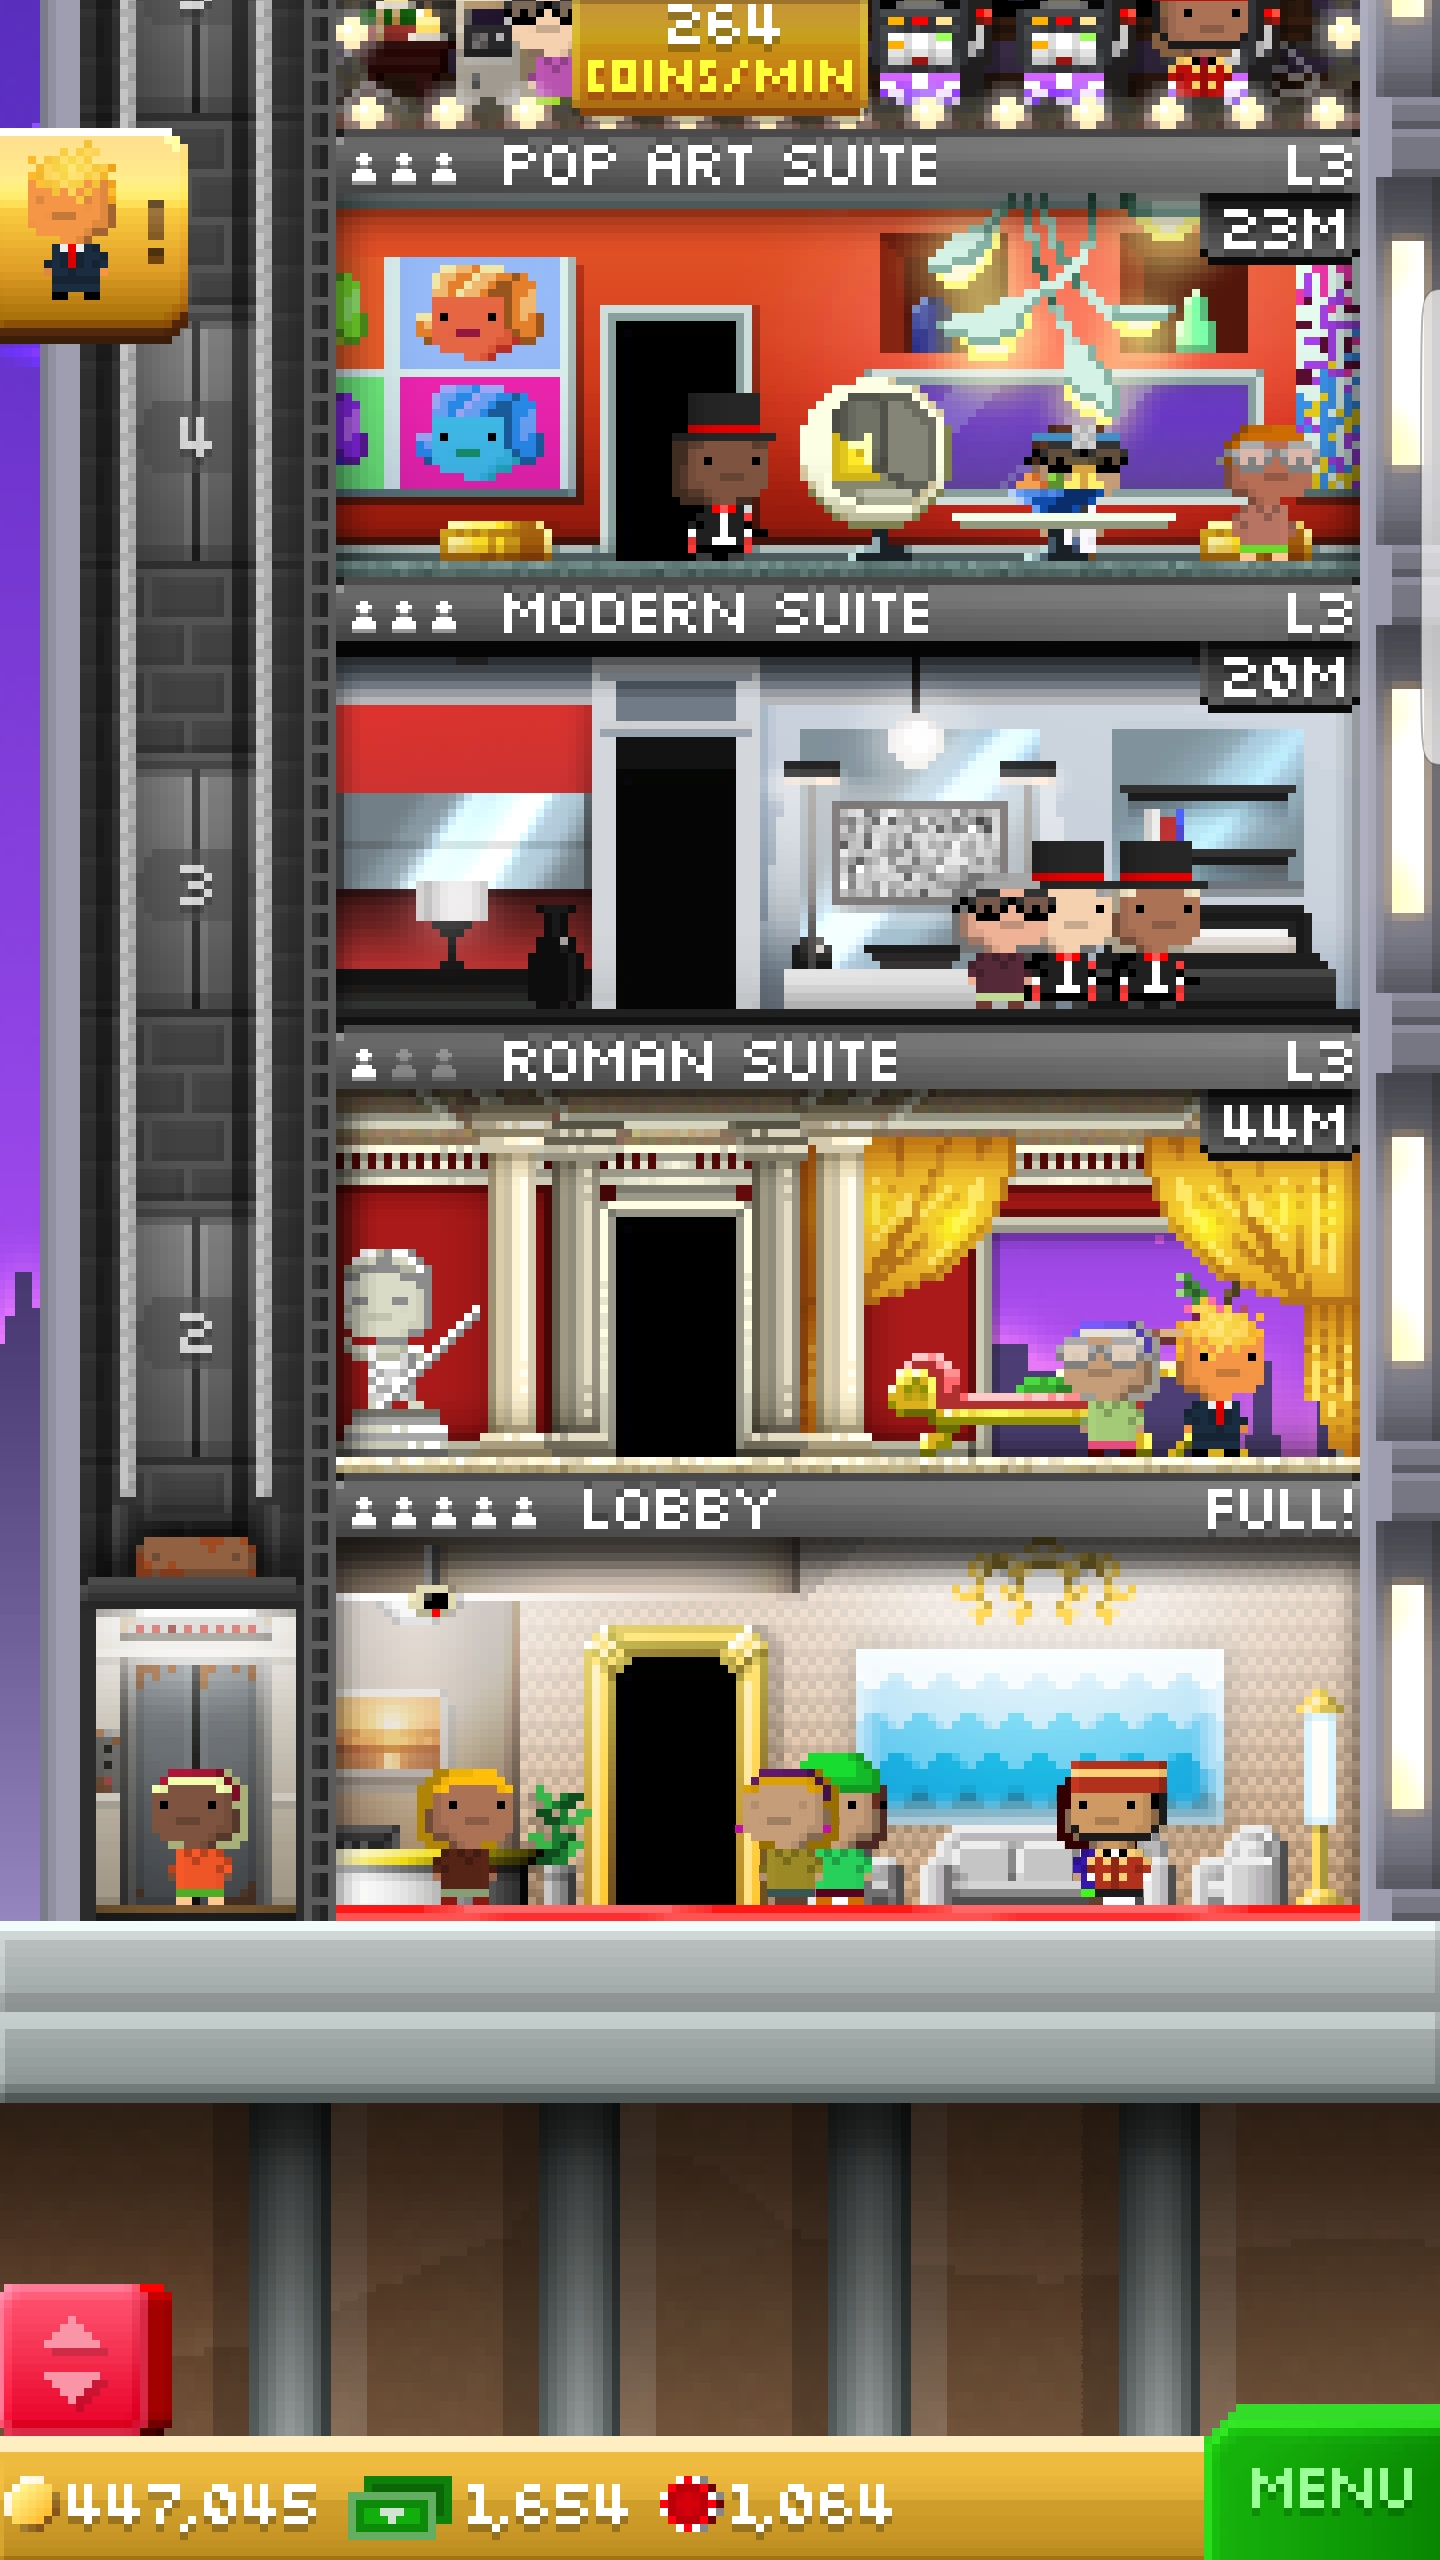 264
COINS/MIN
POP ART SUITE L3
23M
!
4
MODERN SUITE L3
20M
3
ROMAN SUITE L3
44M
2
LOBBY FULL!
447,045 1,654 1,064
MENU